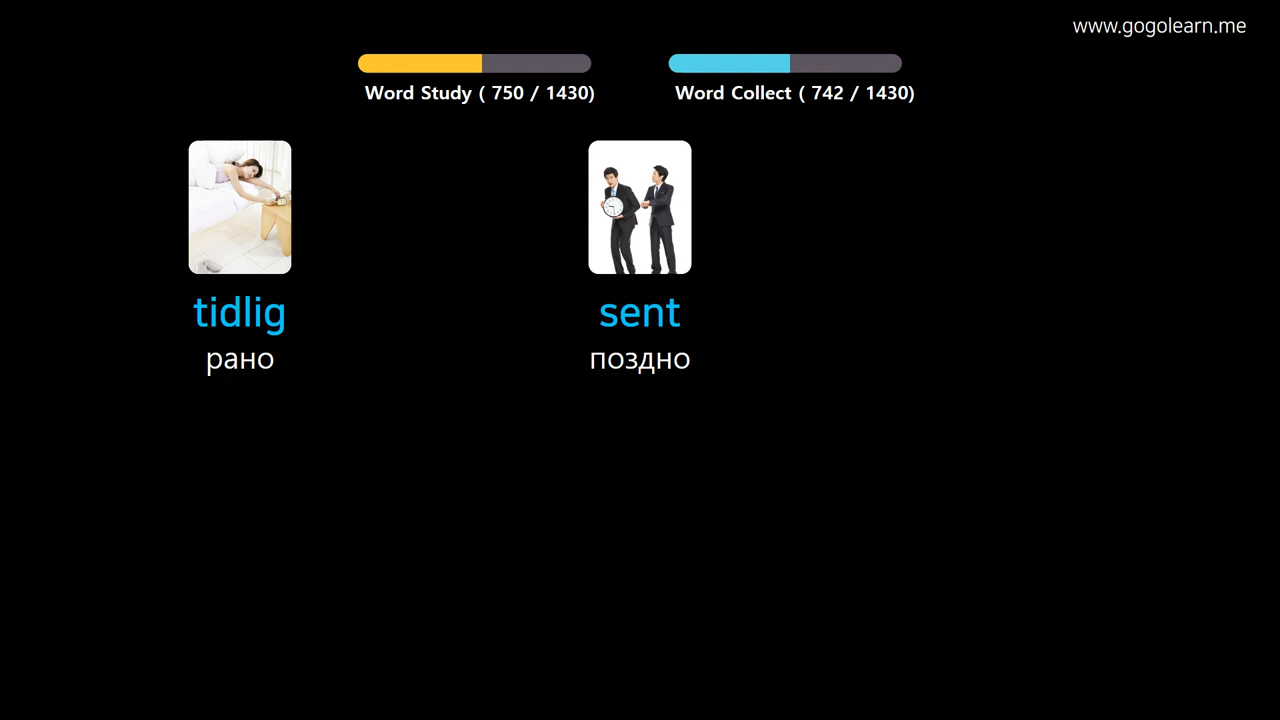 www.gogolearn.me
Word Study ( 750 / 1430)
Word Collect ( 742 / 1430)
tidlig
sent
рано
поздно